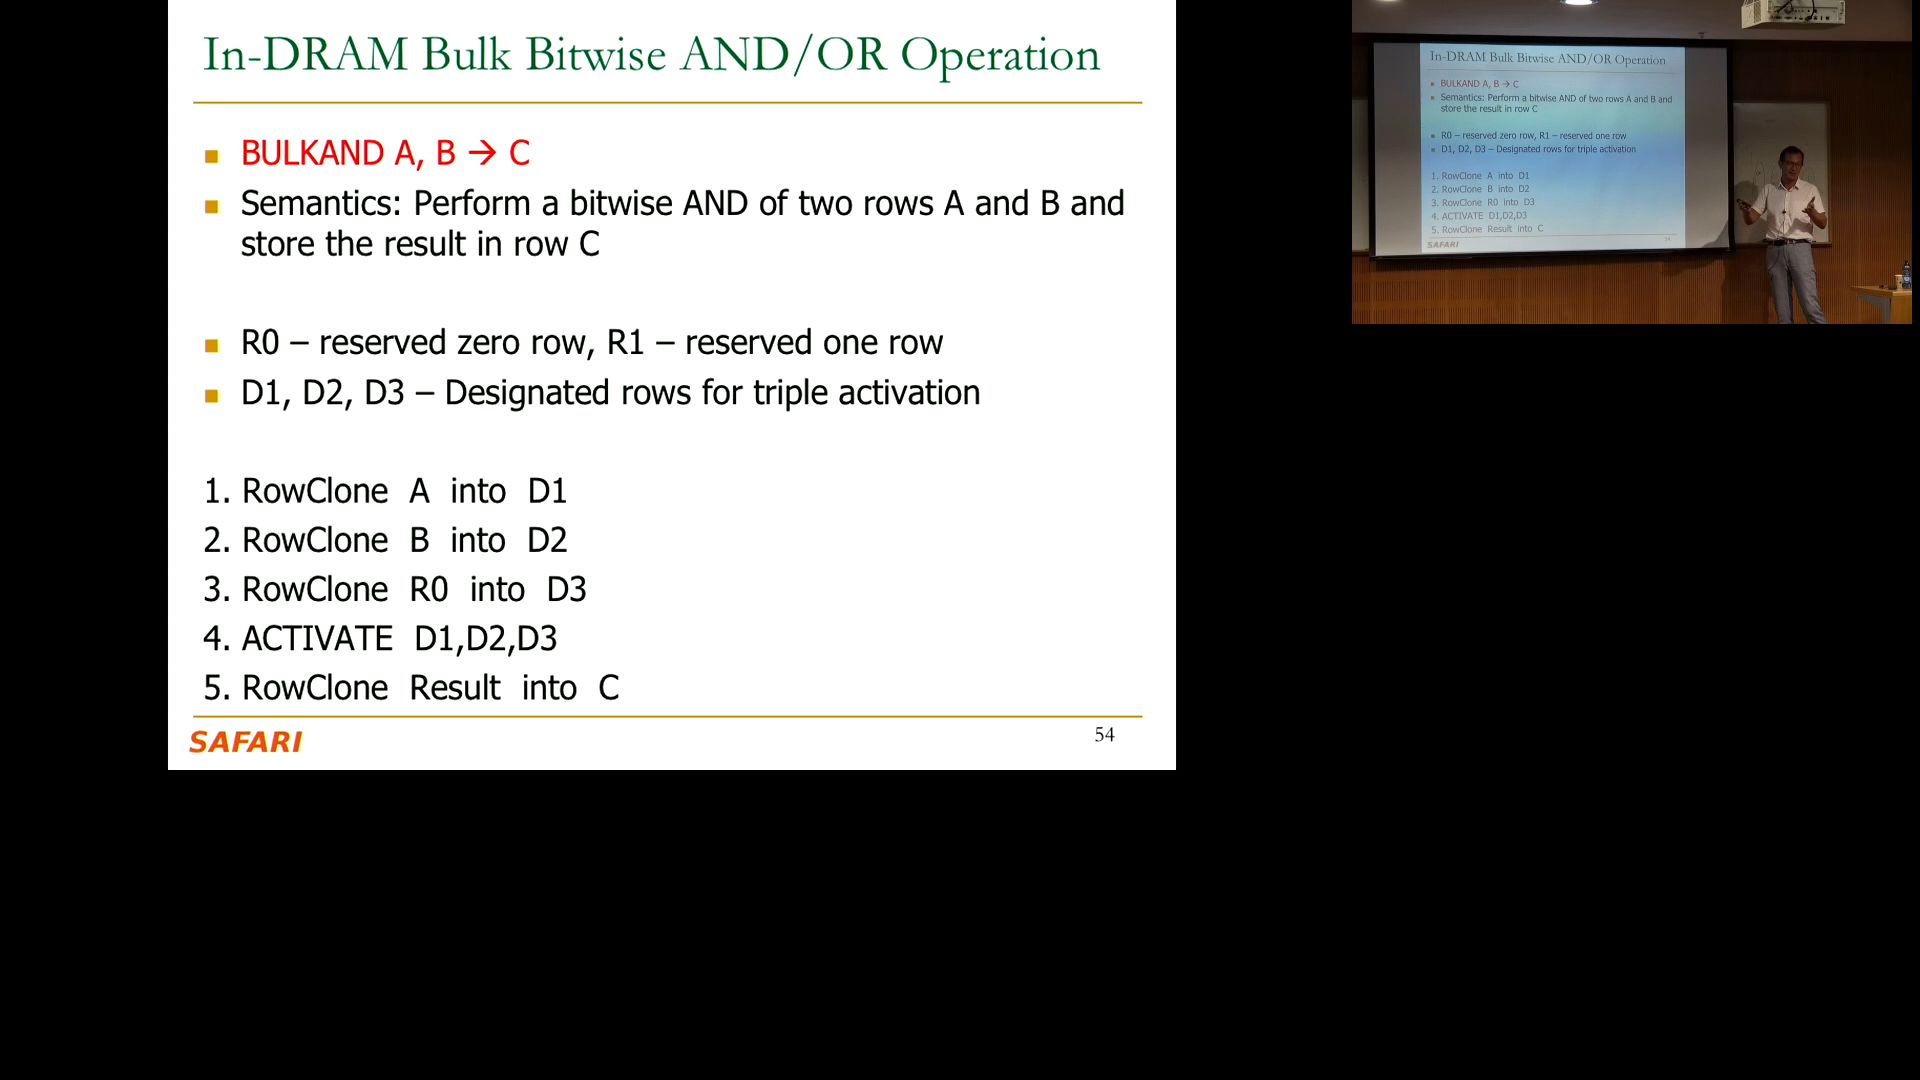 In-DRAM Bulk Bitwise AND/OR Operation
BULKAND A, B → C
Semantics: Perform a bitwise AND of two rows A and B and
store the result in row C
R0 – reserved zero row, R1 – reserved one row
D1, D2, D3 – Designated rows for triple activation
1. RowClone A into D1
2. RowClone B into D2
3. RowClone R0 into D3
4. ACTIVATE D1,D2,D3
5. RowClone Result into C
SAFARI
54
In-DRAM Bulk Bitwise AND/OR Operation
BULKAND A, B → C
Semantics: Perform a bitwise AND of two rows A and B and
store the result in row C
R0 – reserved zero row, R1 – reserved one row
D1, D2, D3 – Designated rows for triple activation
1. RowClone A into D1
2. RowClone B into D2
3. RowClone R0 into D3
4. ACTIVATE D1,D2,D3
5. RowClone Result into C
SAFARI
54